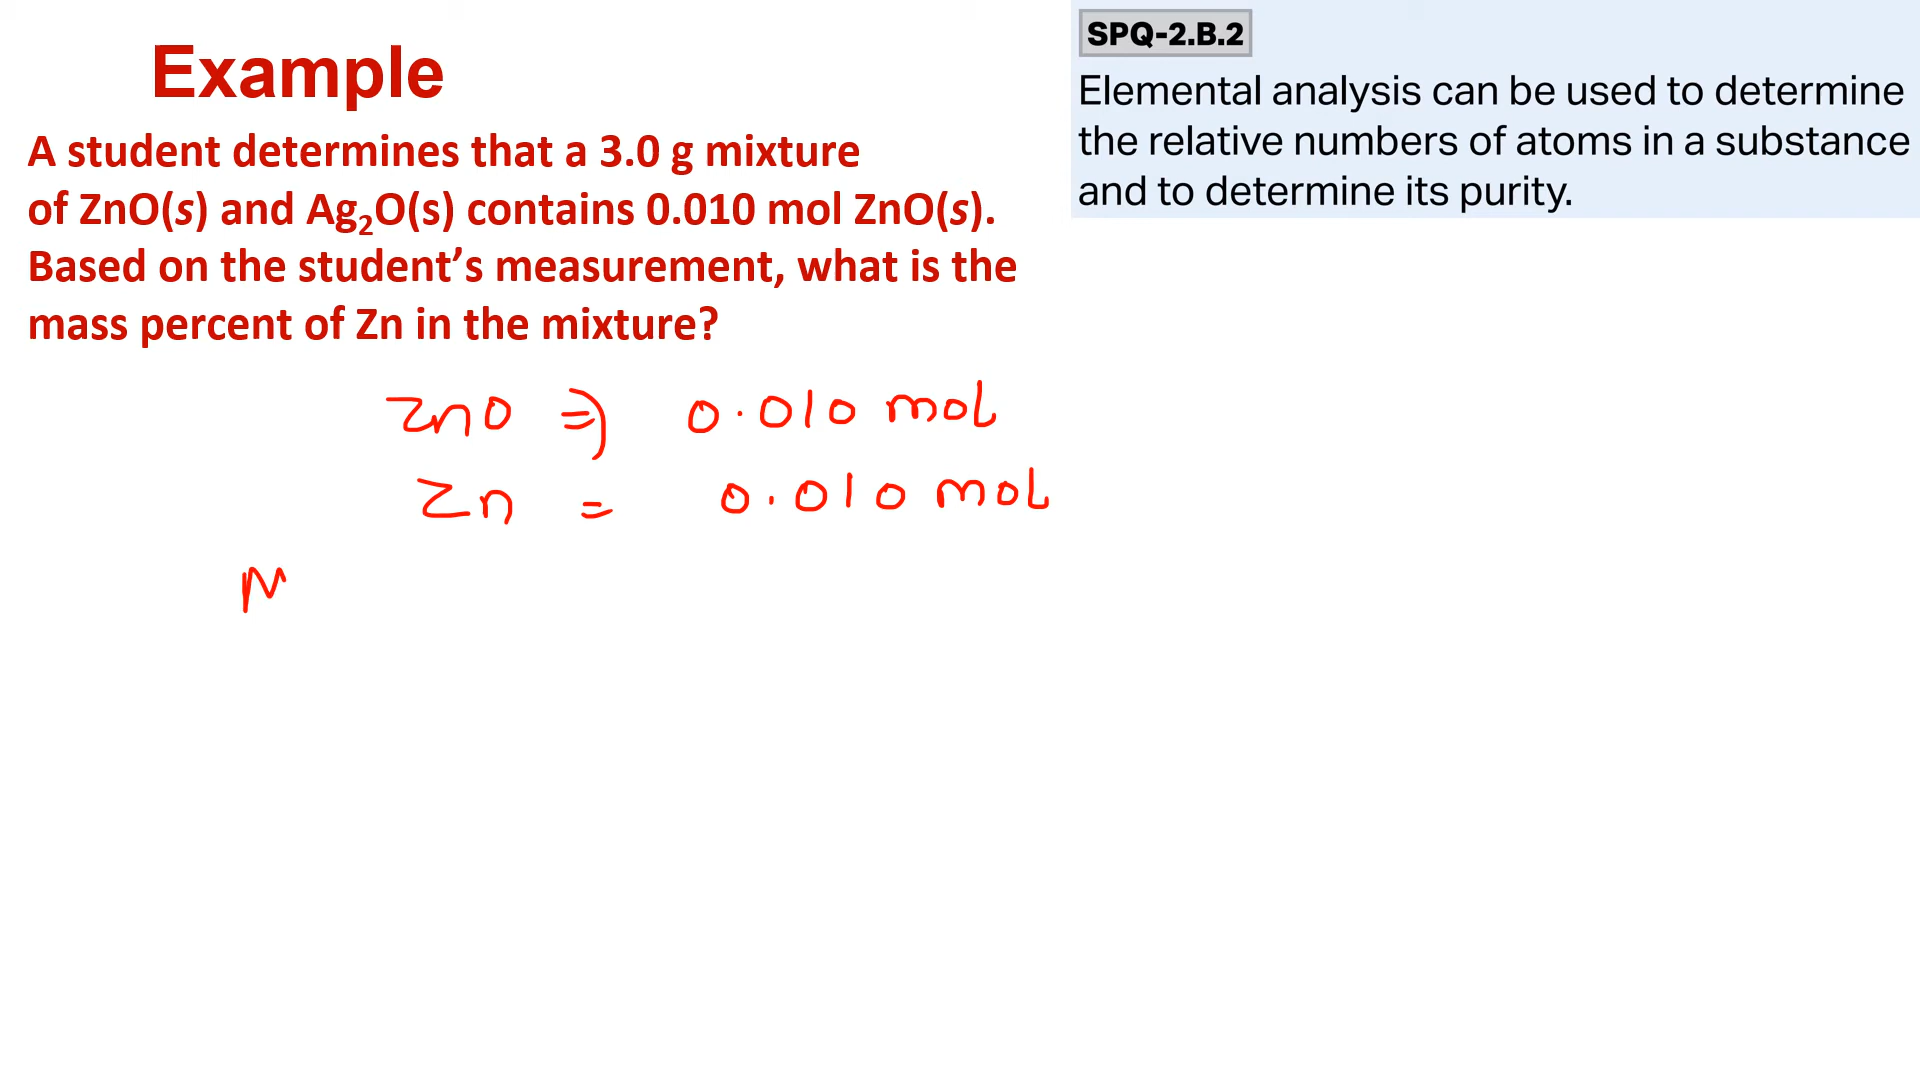 Example
A student determines that a 3.0 g mixture
of ZnO(s) and Ag₂O(s) contains 0.010 mol ZnO(s).
Based on the student’s measurement, what is the
mass percent of Zn in the mixture?
ZnO ⇒ 0.010 mol
Zn = 0.010 mol
M
SPQ-2.B.2
Elemental analysis can be used to determine
the relative numbers of atoms in a substance
and to determine its purity.